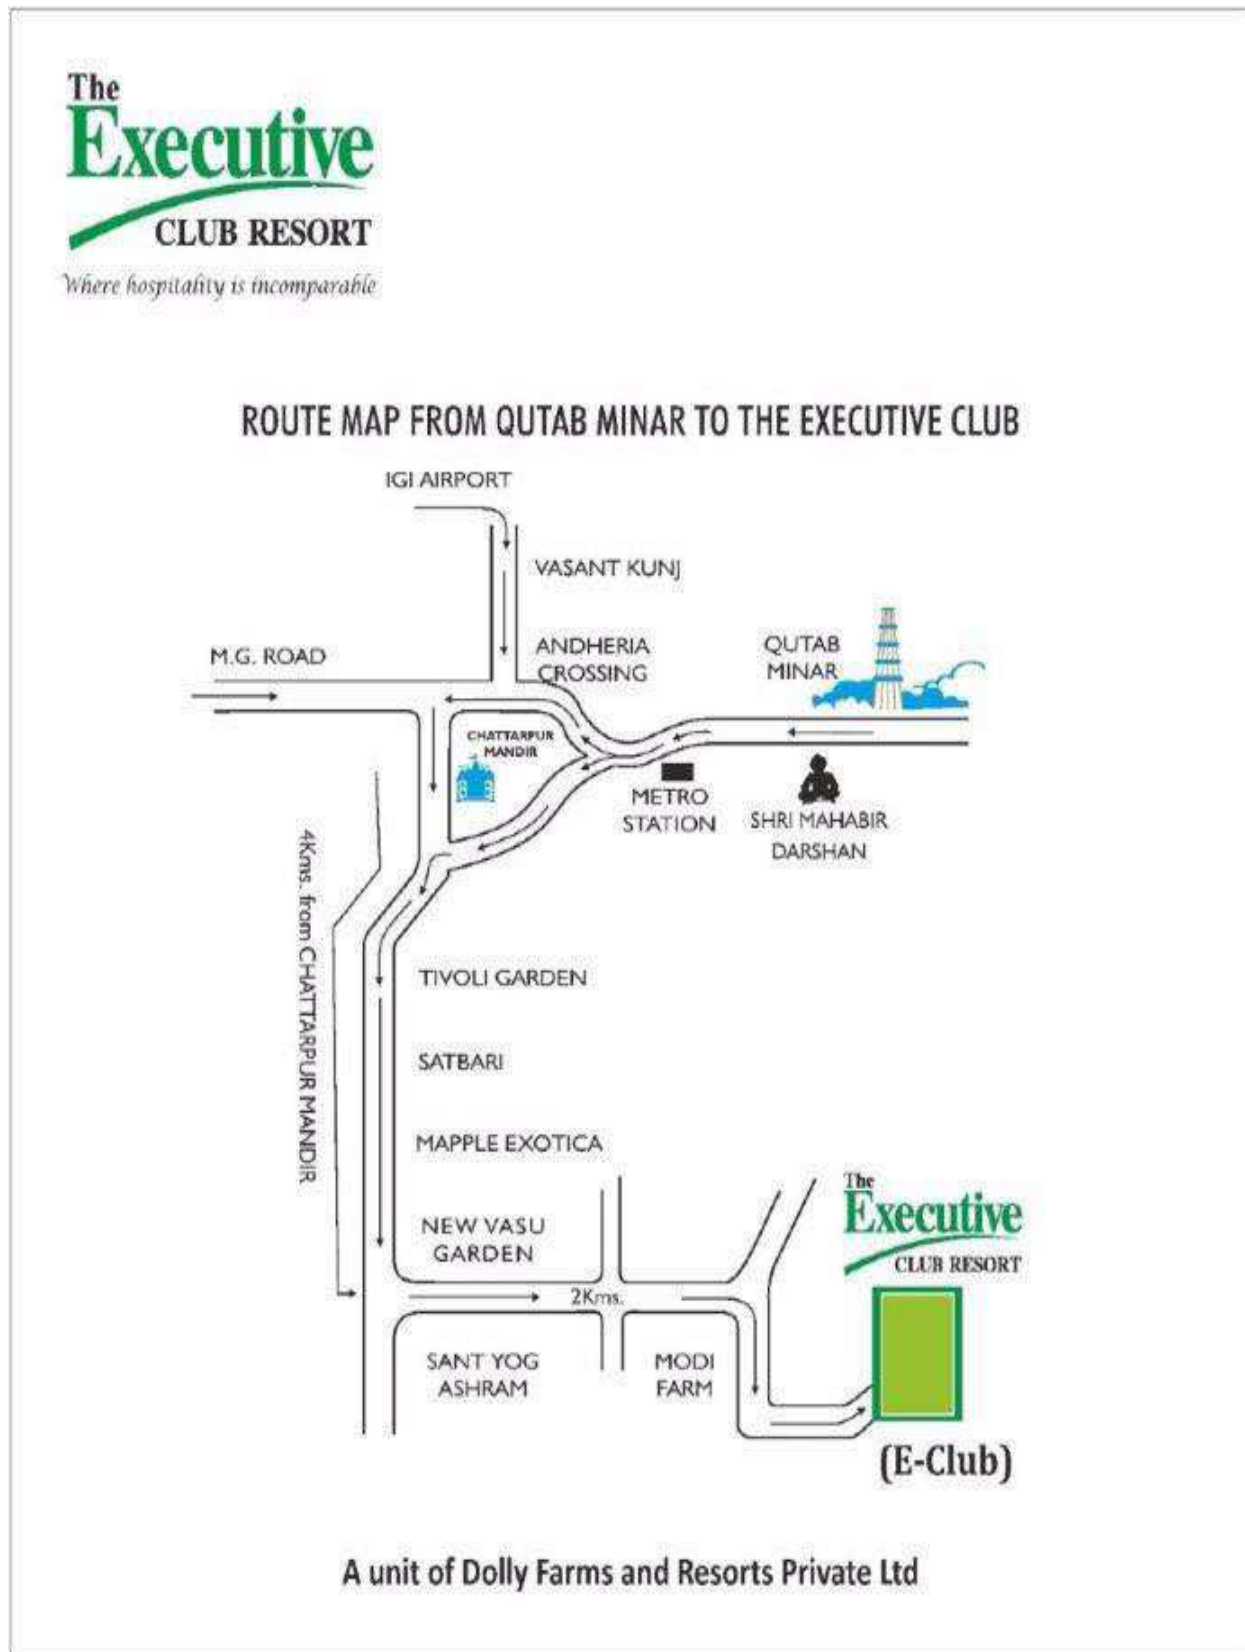 The
Executive
CLUB RESORT
Where hospitality is incomparable
ROUTE MAP FROM QUTAB MINAR TO THE EXECUTIVE CLUB
IGI AIRPORT
VASANT KUNJ
M.G. ROAD
ANDHERIA
CROSSING
QUTAB
MINAR
CHATTARPUR
MANDIR
METRO
STATION
SHRI MAHABIR
DARSHAN
4Kms. from CHATTARPUR MANDIR
TIVOLI GARDEN
SATBARI
MAPPLE EXOTICA
NEW VASU
GARDEN
2Kms.
SANT YOG
ASHRAM
MODI
FARM
The
Executive
CLUB RESORT
(E-Club)
A unit of Dolly Farms and Resorts Private Ltd